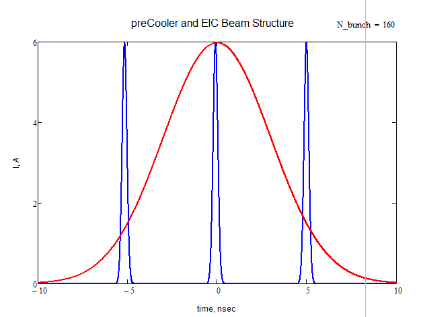 preCooler and EIC Beam Structure
N_bunch = 160
6
4
2
0
I, A
−10 −5 0 5 10
time, nsec